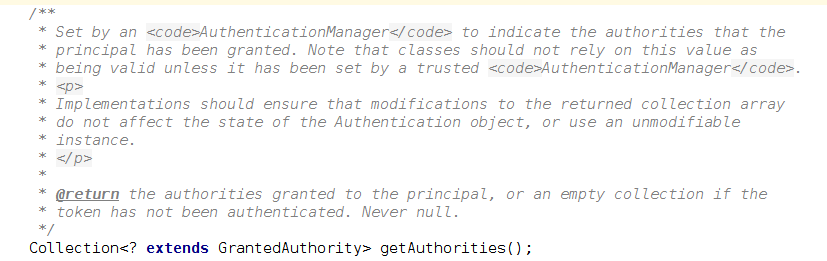 /**
* Set by an <code>AuthenticationManager</code> to indicate the authorities that the
* principal has been granted. Note that classes should not rely on this value as
* being valid unless it has been set by a trusted <code>AuthenticationManager</code>.
* <p>
* Implementations should ensure that modifications to the returned collection array
* do not affect the state of the Authentication object, or use an unmodifiable
* instance.
* </p>
*
* @return the authorities granted to the principal, or an empty collection if the
* token has not been authenticated. Never null.
*/
Collection<? extends GrantedAuthority> getAuthorities();